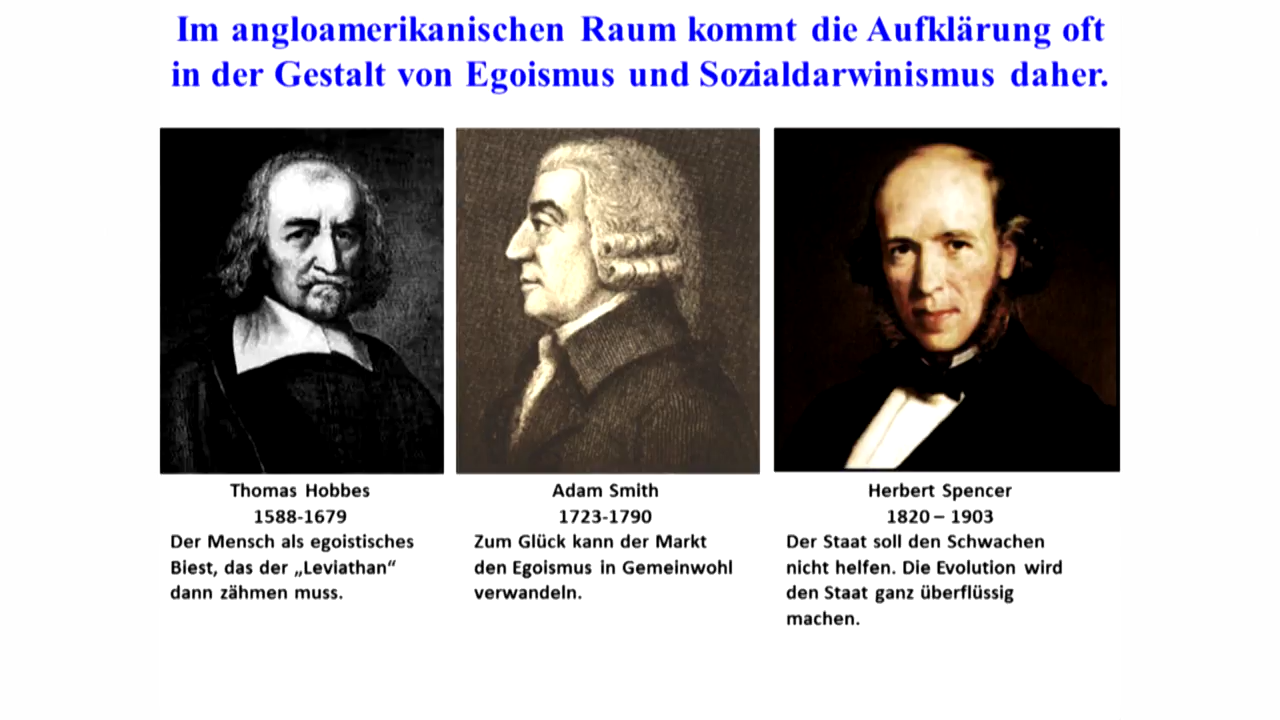 Im angloamerikanischen Raum kommt die Aufklärung oft
in der Gestalt von Egoismus und Sozialdarwinismus daher.
Thomas Hobbes
1588-1679
Der Mensch als egoistisches
Biest, das der „Leviathan“
dann zähmen muss.
Adam Smith
1723-1790
Zum Glück kann der Markt
den Egoismus in Gemeinwohl
verwandeln.
Herbert Spencer
1820 – 1903
Der Staat soll den Schwachen
nicht helfen. Die Evolution wird
den Staat ganz überflüssig
machen.